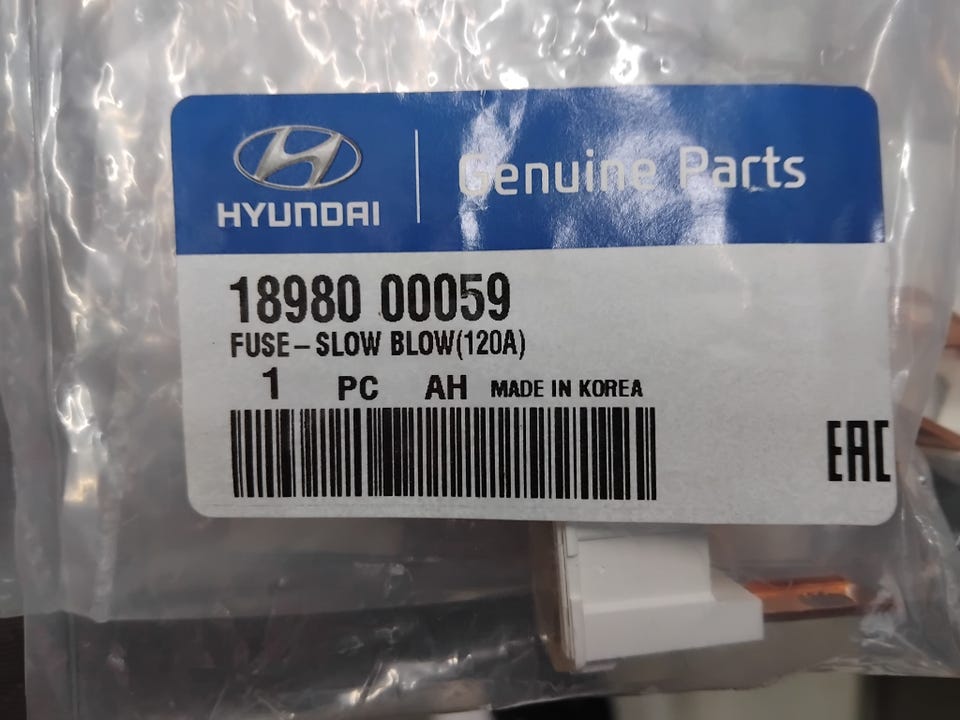 HYUNDAI
Genuine Parts
18980 00059
FUSE-SLOW BLOW(120A)
1 PC AH MADE IN KOREA
EAC